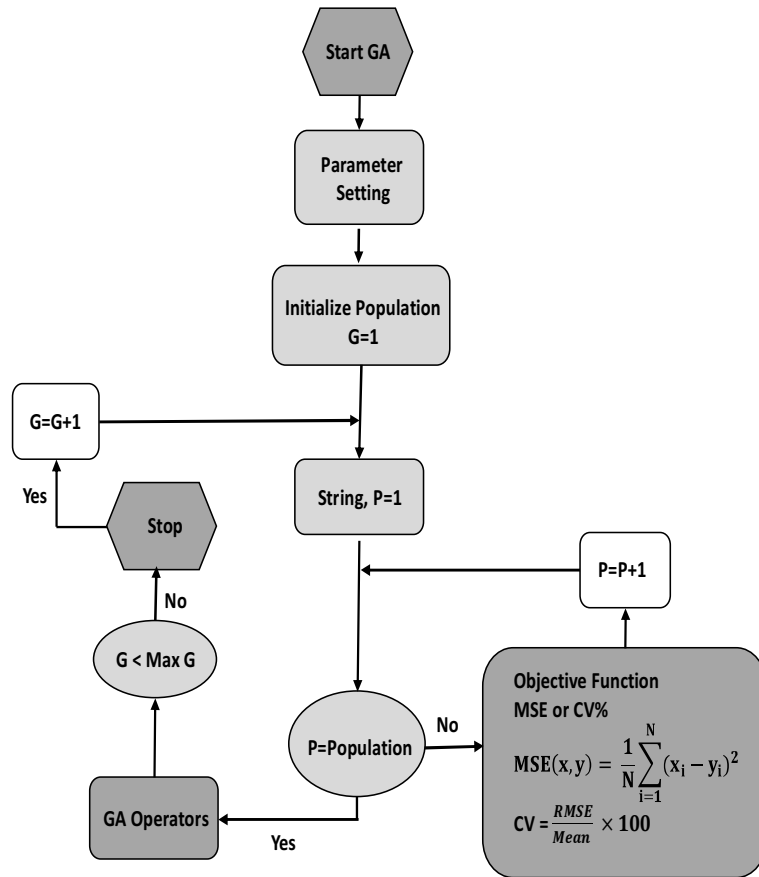 Start GA
Parameter
Setting
Initialize Population
G=1
G=G+1
Yes
String, P=1
Stop
P=P+1
No
G < Max G
Objective Function
MSE or CV%
MSE(x,y) = 1/N ∑_{i=1}^{N} (x_i − y_i)^2
CV = RMSE/Mean × 100
No
P=Population
GA Operators
Yes